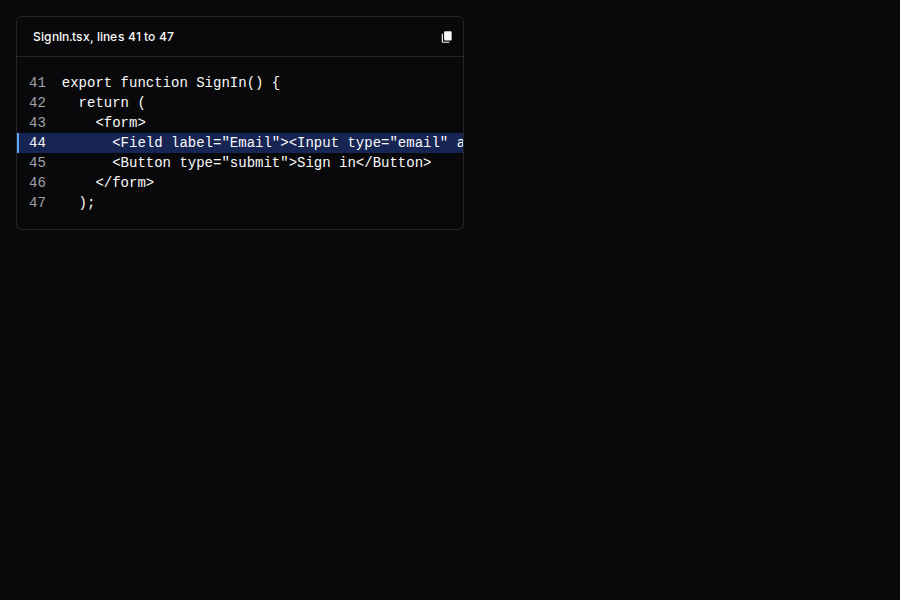 SignIn.tsx, lines 41 to 47
41 export function SignIn() {
42   return (
43     <form>
44       <Field label="Email"><Input type="email" a
45       <Button type="submit">Sign in</Button>
46     </form>
47   );